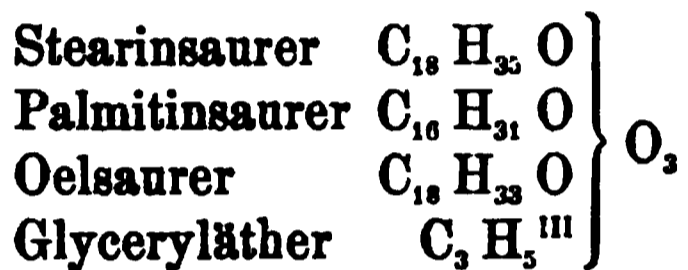 Stearinsaurer C₁₈ H₃₅ O
Palmitinsaurer C₁₆ H₃₁ O
Oelsaurer C₁₈ H₃₃ O
Glyceryläther C₃ H₅ᴵᴵᴵ
O₃